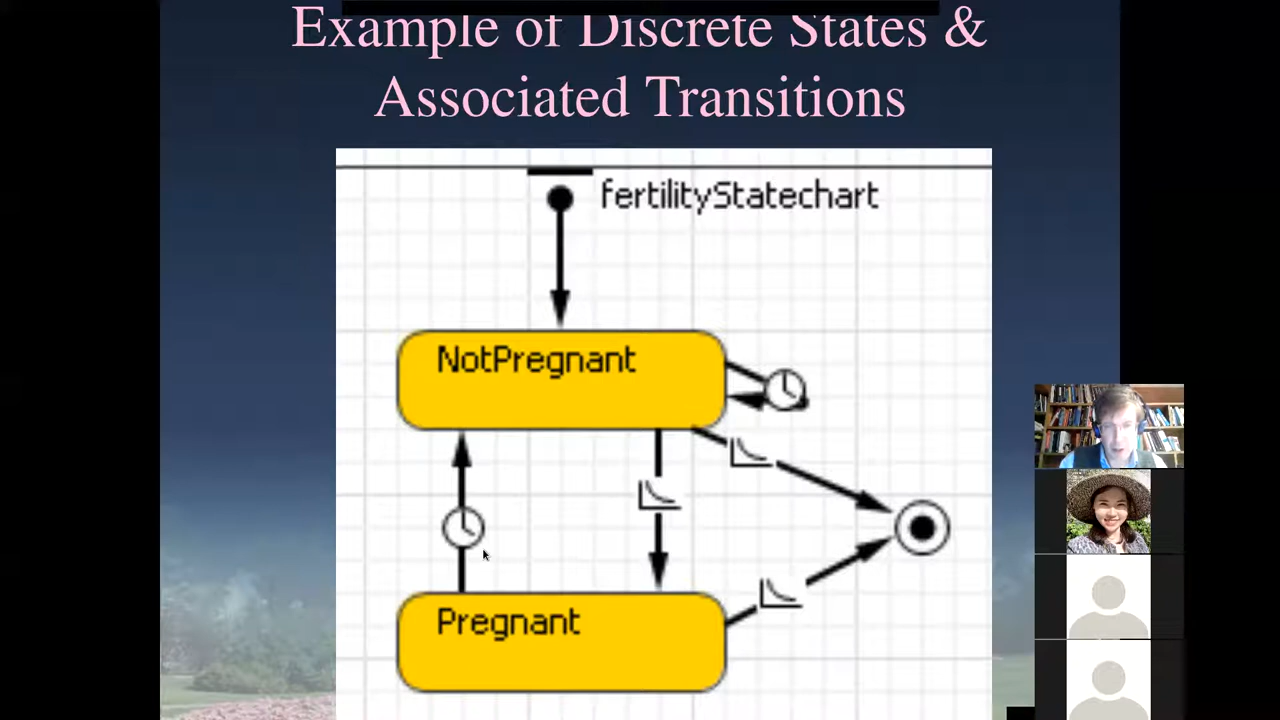 Example of Discrete States &
Associated Transitions
fertilityStatechart
NotPregnant
Pregnant